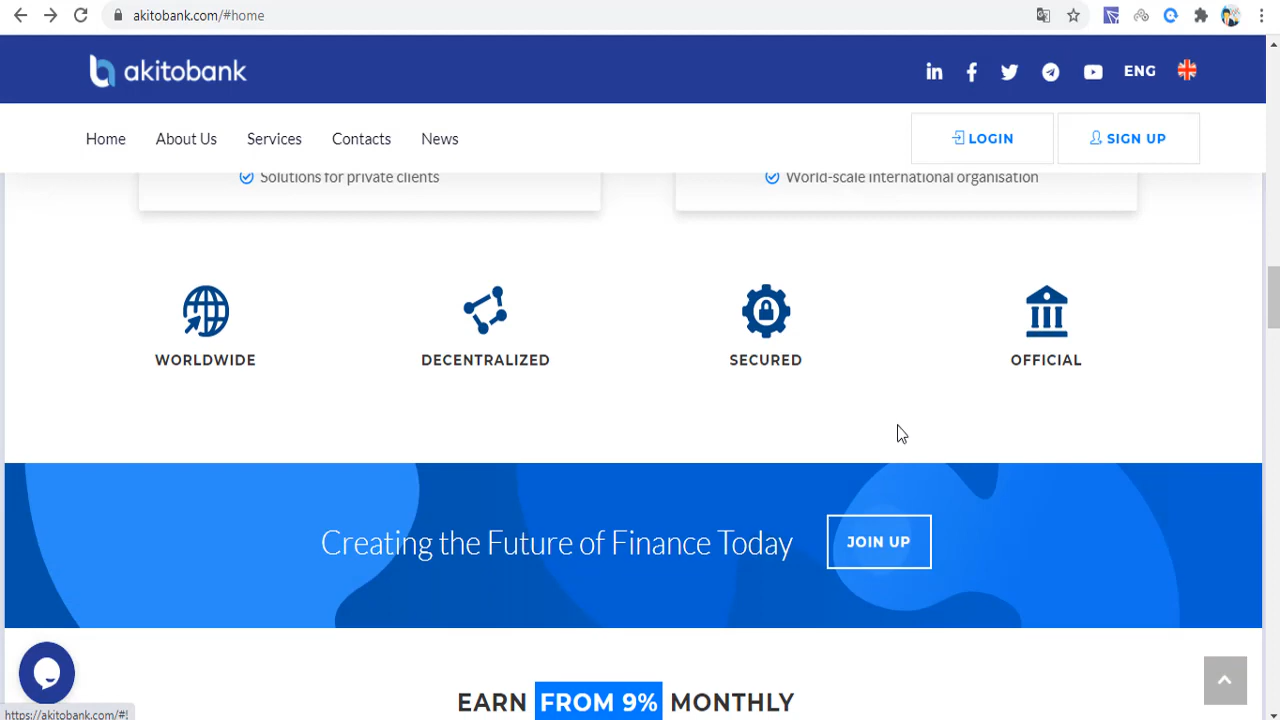 akitobank.com/#home
akitobank
ENG
Home About Us Services Contacts News
LOGIN SIGN UP
Solutions for private clients
World-scale international organisation
WORLDWIDE
DECENTRALIZED
SECURED
OFFICIAL
Creating the Future of Finance Today
JOIN UP
EARN FROM 9% MONTHLY
https://akitobank.com/#!